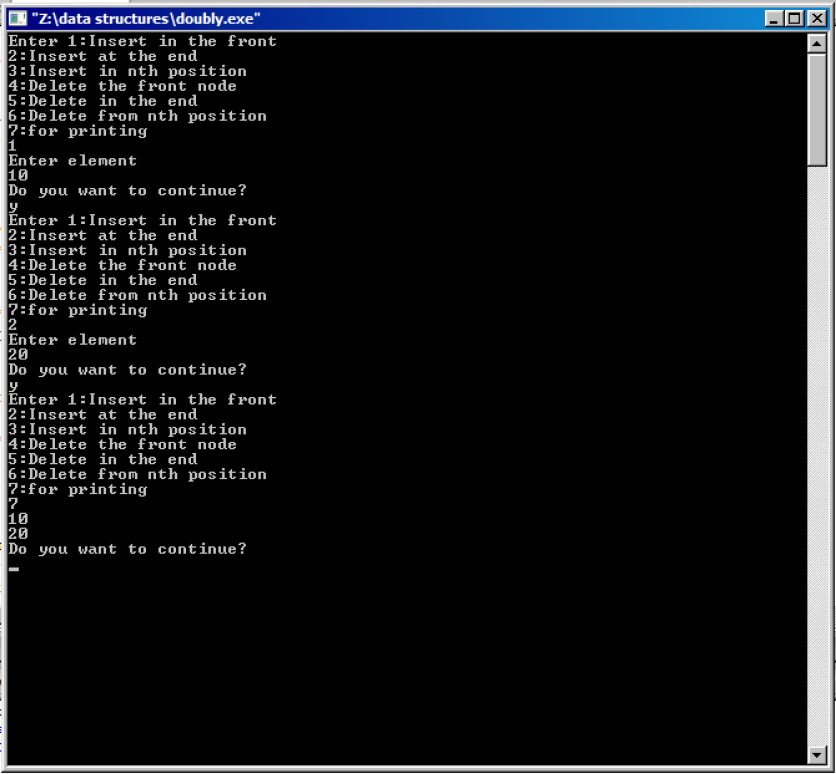 "Z:\data structures\doubly.exe"
Enter 1:Insert in the front
2:Insert at the end
3:Insert in nth position
4:Delete the front node
5:Delete in the end
6:Delete from nth position
7:for printing
1
Enter element
10
Do you want to continue?
y
Enter 1:Insert in the front
2:Insert at the end
3:Insert in nth position
4:Delete the front node
5:Delete in the end
6:Delete from nth position
7:for printing
2
Enter element
20
Do you want to continue?
y
Enter 1:Insert in the front
2:Insert at the end
3:Insert in nth position
4:Delete the front node
5:Delete in the end
6:Delete from nth position
7:for printing
7
10
20
Do you want to continue?